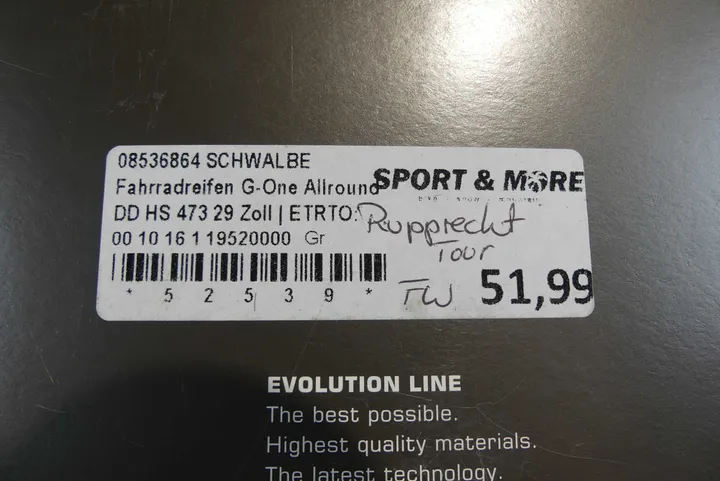 08536864 SCHWALBE
SPORT & MORE
Fahrradreifen G-One Allround
DD HS 473 29 Zoll | ETRTO:
Rupprecht
Tour
00 10 16 1 19520000 Gr
* 5 2 5 3 9 *
TW 51,99
EVOLUTION LINE
The best possible.
Highest quality materials.
The latest technology.